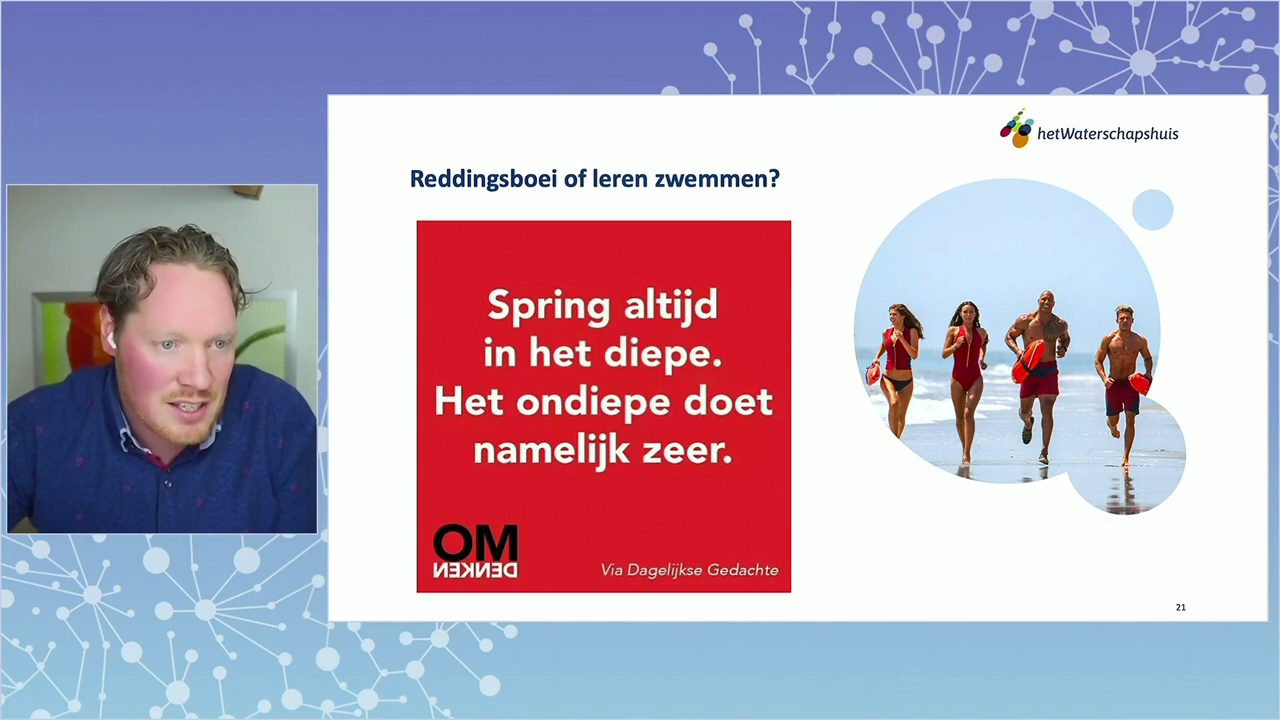 hetWaterschapshuis
Reddingsboei of leren zwemmen?
Spring altijd
in het diepe.
Het ondiepe doet
namelijk zeer.
OM
DENKEN
Via Dagelijkse Gedachte
21